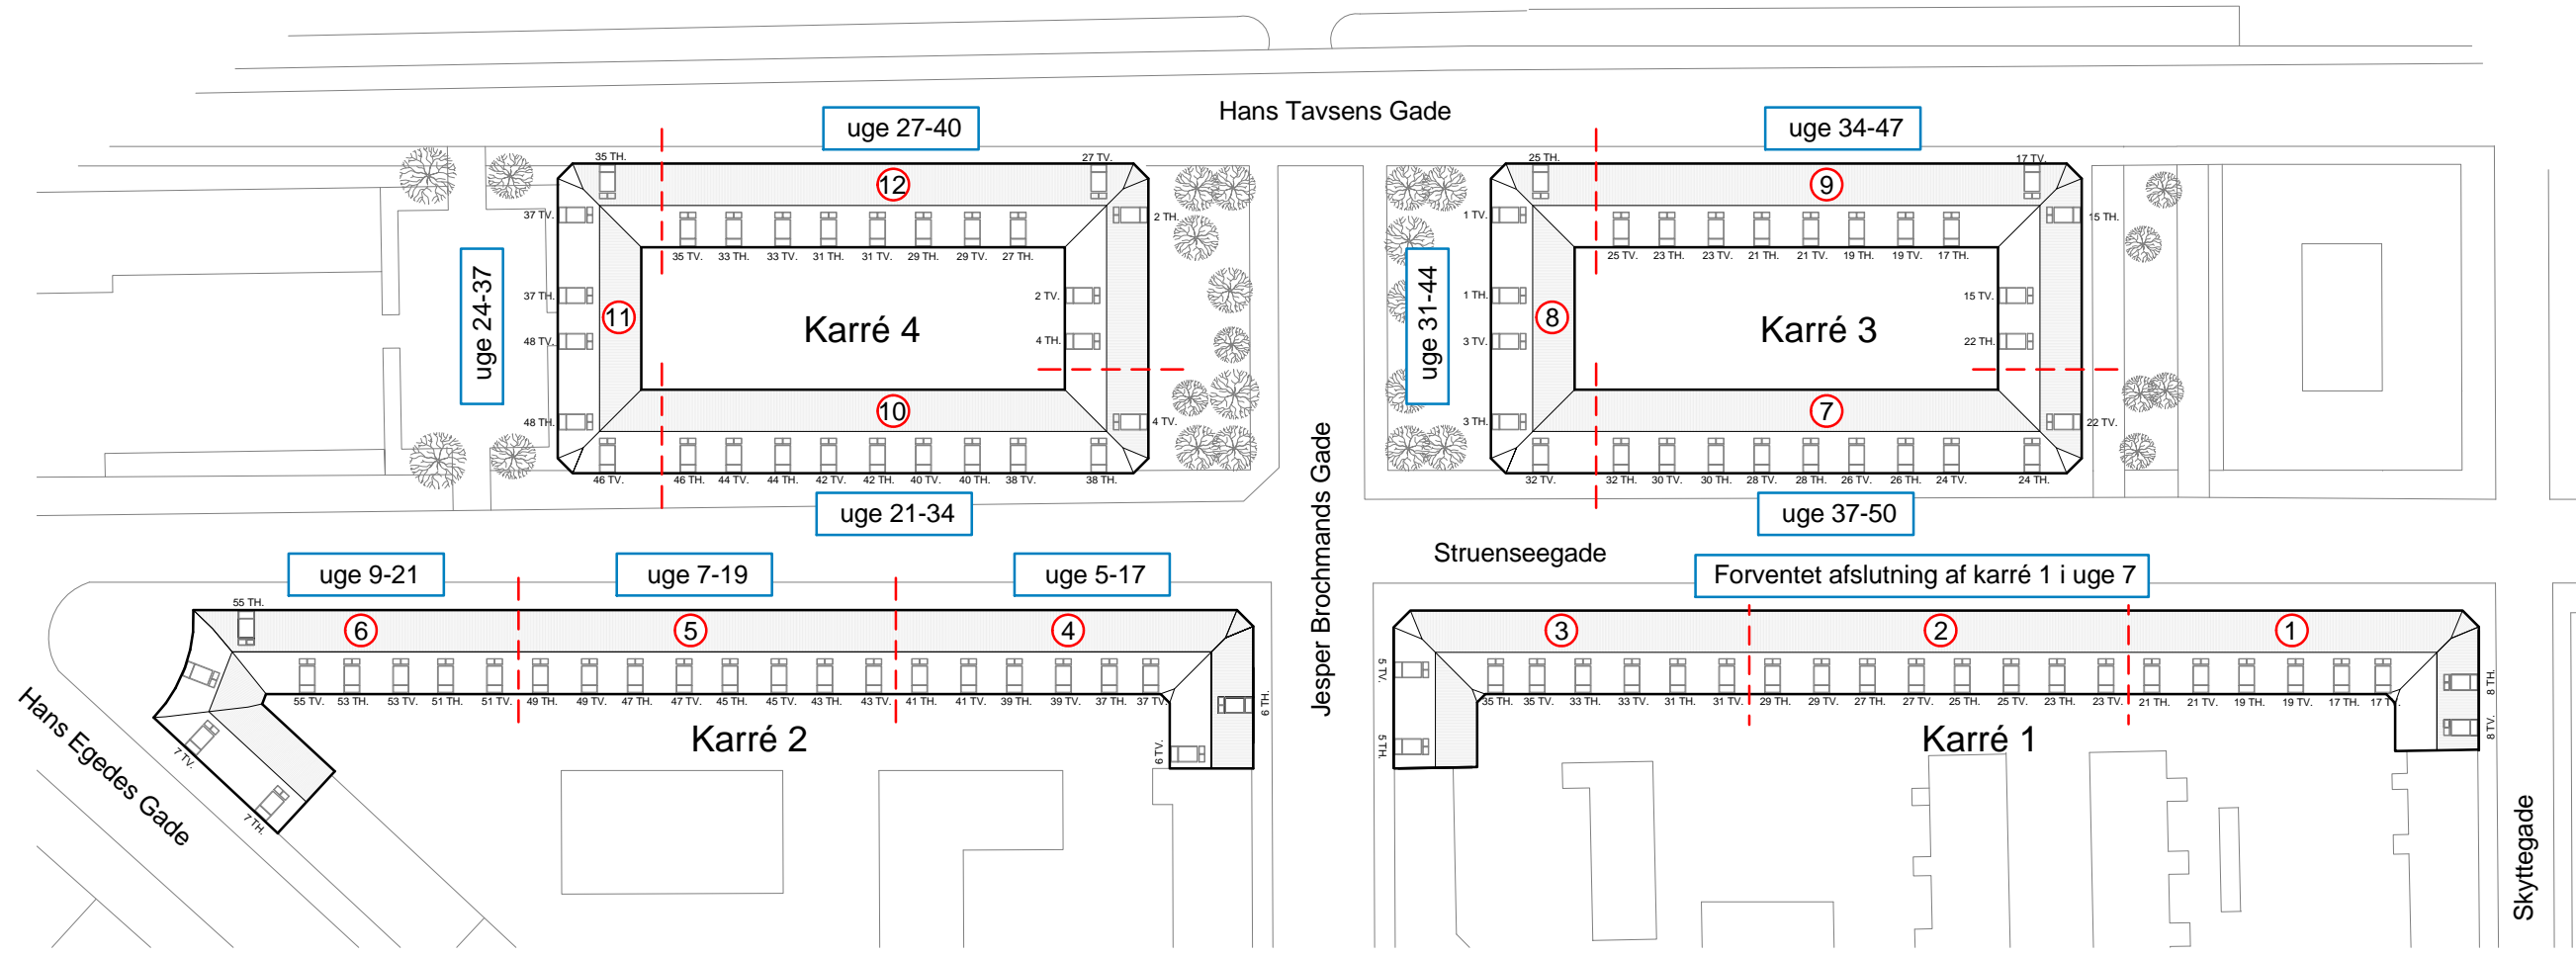 Hans Tavsens Gade
uge 27-40
uge 34-47
35 TH.
27 TV.
25 TH.
17 TV.
12
9
37 TV.
2 TH.
1 TV.
15 TH.
35 TV.
33 TH.
33 TV.
31 TH.
31 TV.
29 TH.
29 TV.
27 TH.
25 TV.
23 TH.
23 TV.
21 TH.
21 TV.
19 TH.
19 TV.
17 TH.
uge 24-37
37 TH.
11
48 TV.
48 TH.
Karré 4
2 TV.
4 TH.
4 TV.
10
uge 31-44
1 TH.
8
3 TV.
3 TH.
Karré 3
15 TV.
22 TH.
22 TV.
7
46 TV.
46 TH.
44 TV.
44 TH.
42 TV.
42 TH.
40 TV.
40 TH.
38 TV.
38 TH.
32 TV.
32 TH.
30 TV.
30 TH.
28 TV.
28 TH.
26 TV.
26 TH.
24 TV.
24 TH.
uge 21-34
uge 37-50
Jesper Brochmands Gade
Struenseegade
uge 9-21
uge 7-19
uge 5-17
Forventet afslutning af karré 1 i uge 7
55 TH.
6
5
4
3
2
1
55 TV.
53 TH.
53 TV.
51 TH.
51 TV.
49 TH.
49 TV.
47 TH.
47 TV.
45 TH.
45 TV.
43 TH.
43 TV.
41 TH.
41 TV.
39 TH.
39 TV.
37 TH.
37 TV.
6 TH.
6 TV.
5 TV.
5 TH.
35 TH.
35 TV.
33 TH.
33 TV.
31 TH.
31 TV.
29 TH.
29 TV.
27 TH.
27 TV.
25 TH.
25 TV.
23 TH.
23 TV.
21 TH.
21 TV.
19 TH.
19 TV.
17 TH.
17 TV.
8 TH.
8 TV.
Karré 2
Karré 1
7 TV.
7 TH.
Hans Egedes Gade
Skyttegade